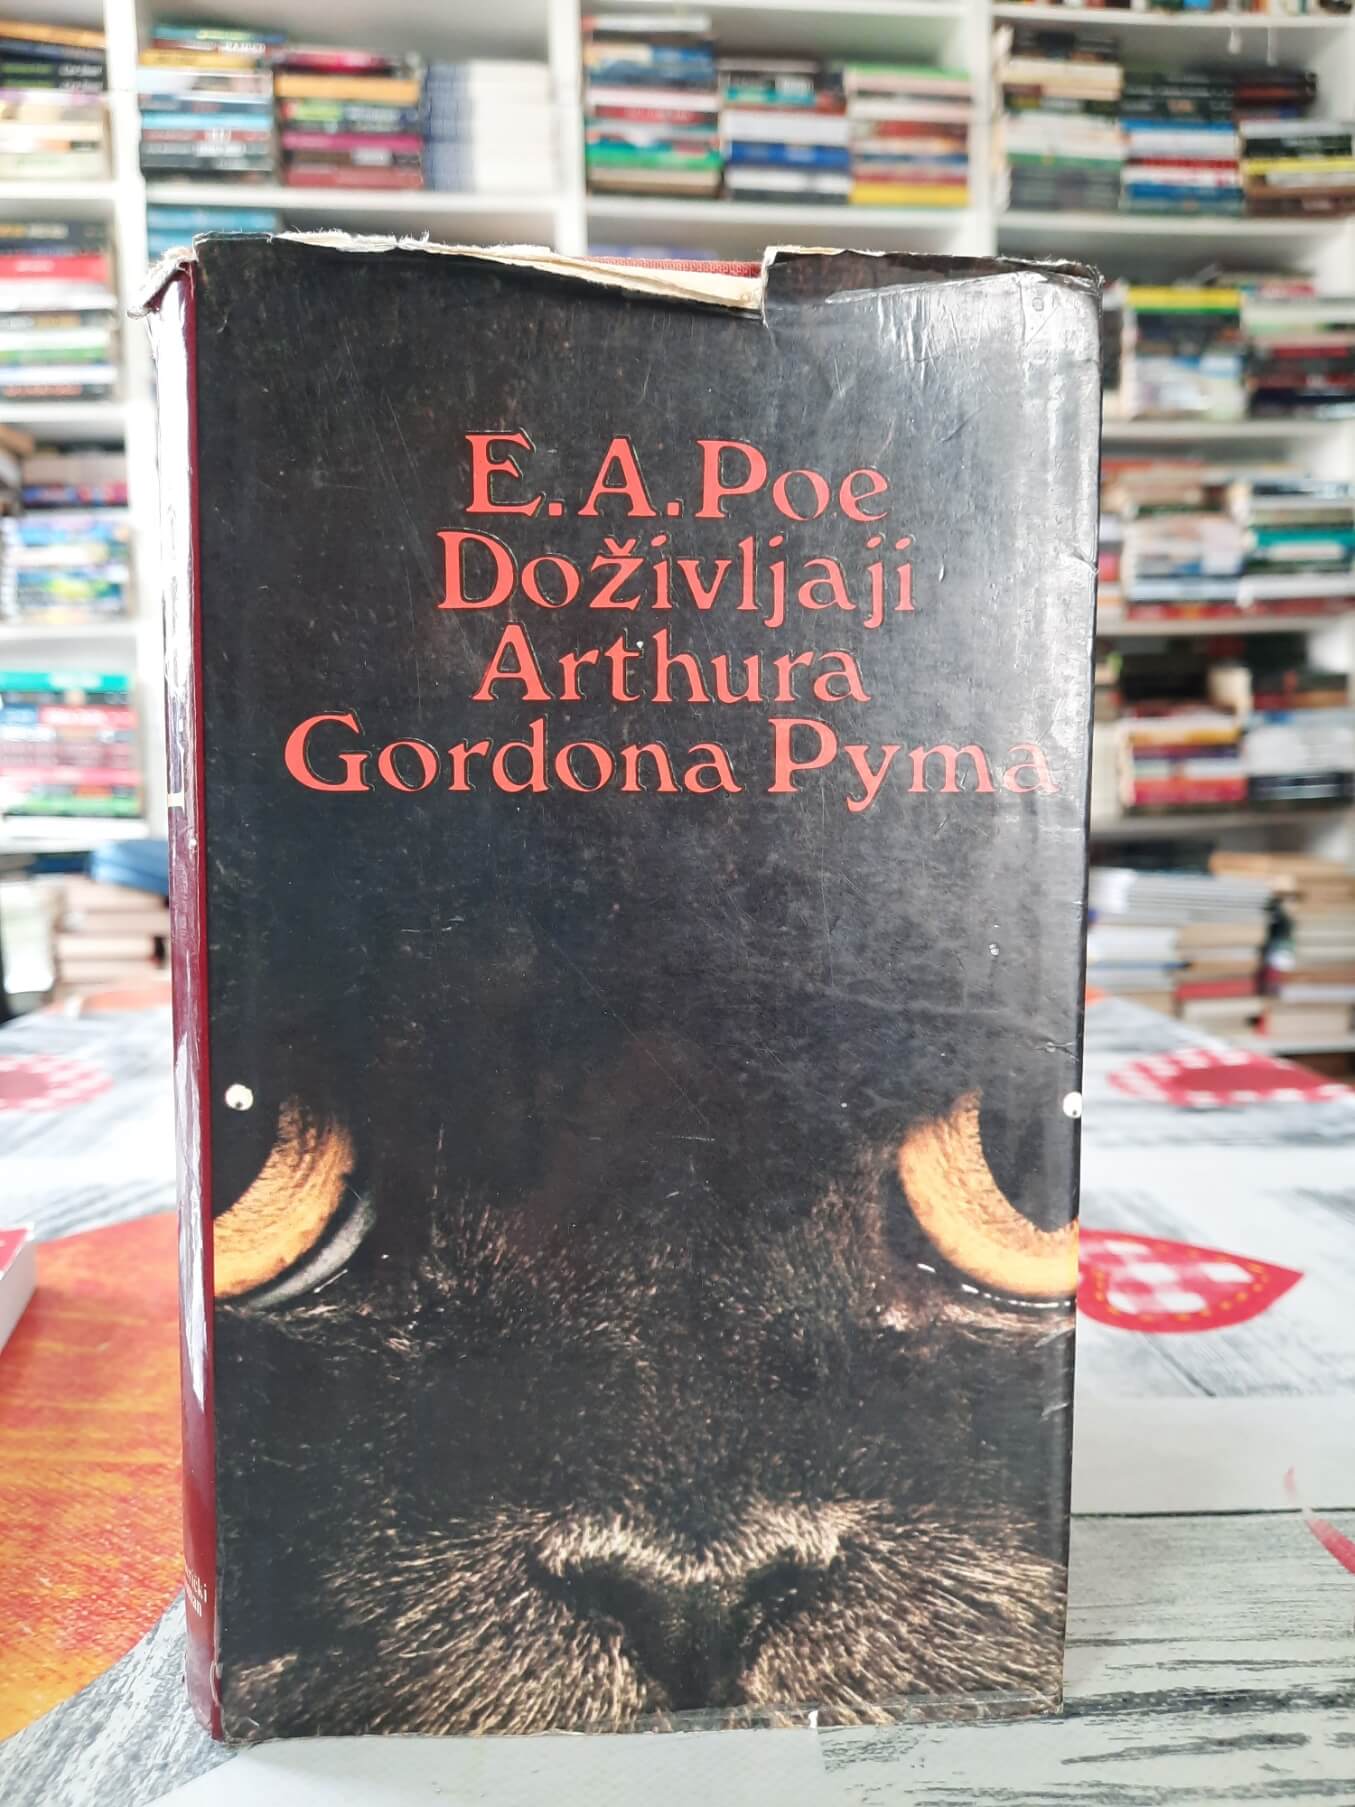 E. A. Poe
Doživljaji
Arthura
Gordona Pyma